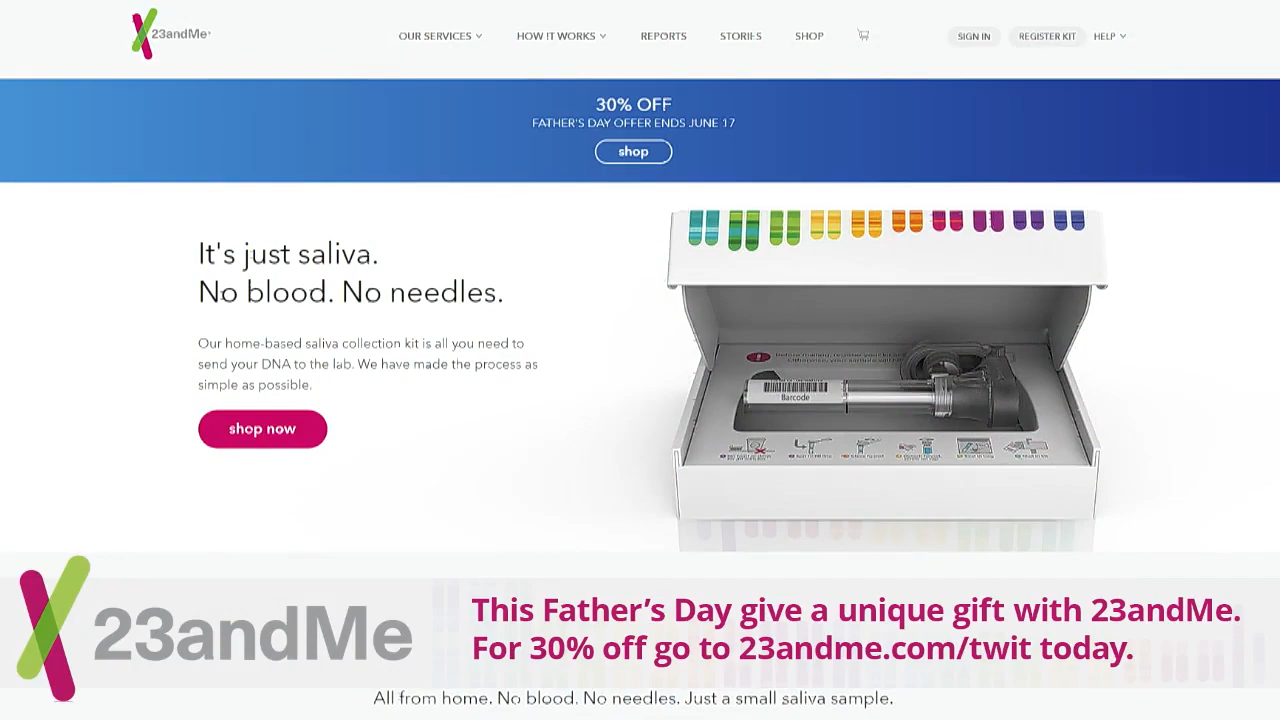 23andMe
OUR SERVICES
HOW IT WORKS
REPORTS
STORIES
SHOP
SIGN IN
REGISTER KIT
HELP
30% OFF
FATHER'S DAY OFFER ENDS JUNE 17
shop
It's just saliva.
No blood. No needles.
Our home-based saliva collection kit is all you need to
send your DNA to the lab. We have made the process as
simple as possible.
shop now
Barcode
23andMe
This Father's Day give a unique gift with 23andMe.
For 30% off go to 23andme.com/twit today.
All from home. No blood. No needles. Just a small saliva sample.